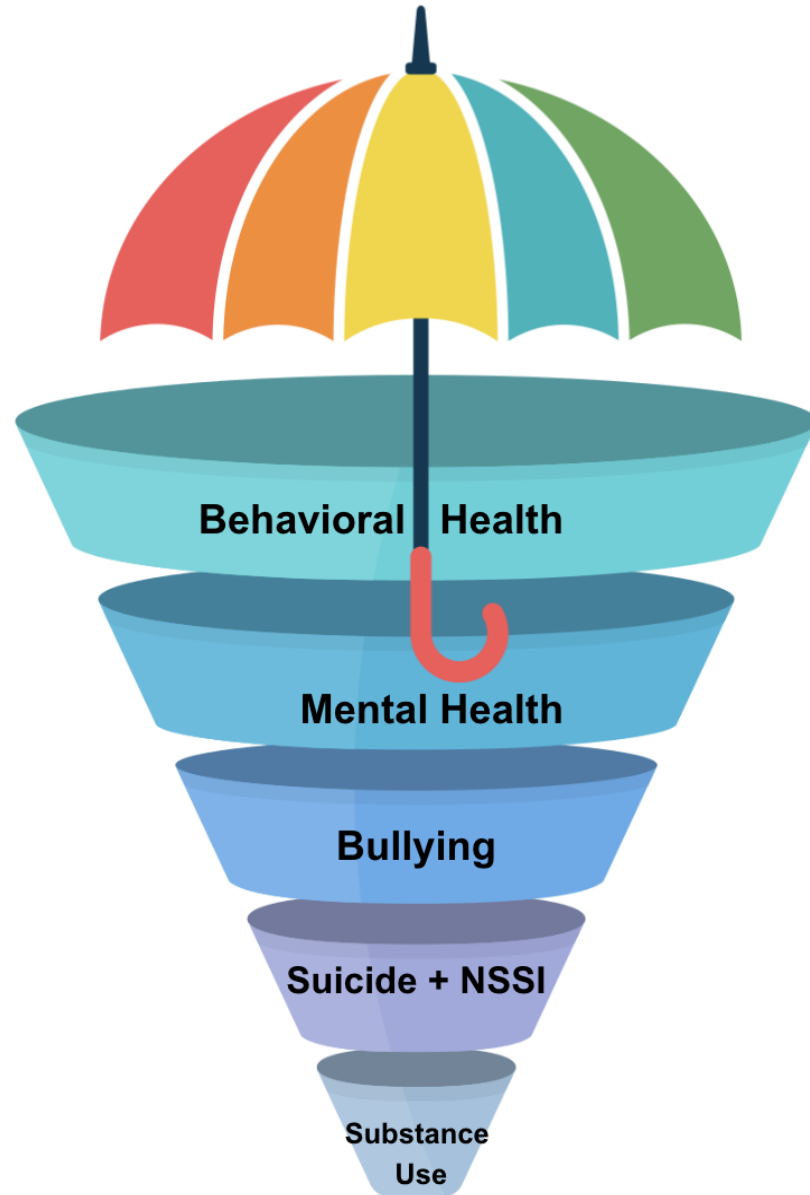 Behavioral Health
Mental Health
Bullying
Suicide + NSSI
Substance
Use